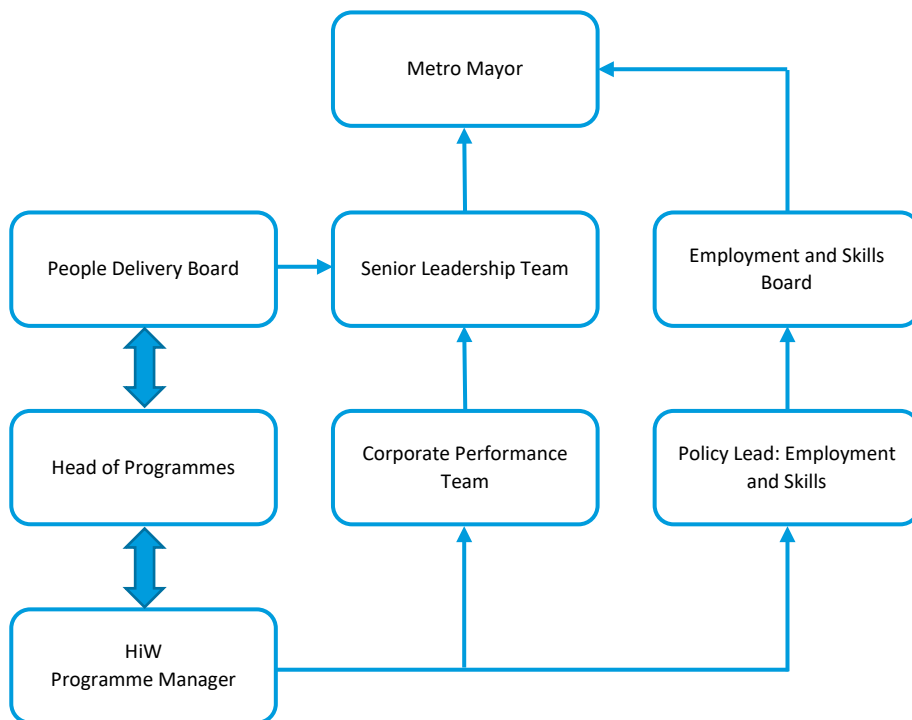 Metro Mayor
People Delivery Board
Senior Leadership Team
Employment and Skills
Board
Head of Programmes
Corporate Performance
Team
Policy Lead: Employment
and Skills
HiW
Programme Manager